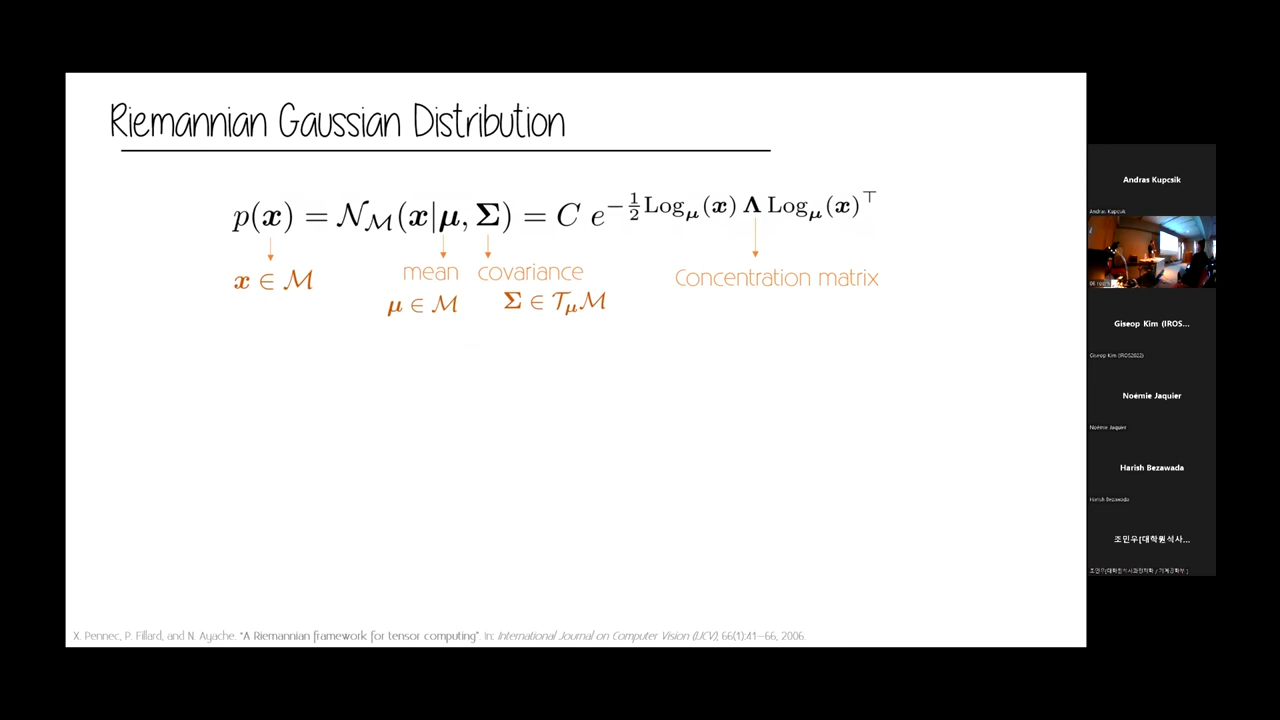 Riemannian Gaussian Distribution
p(x) = 𝒩_ℳ(x|μ, Σ) = C e^{−½ Log_μ(x) Λ Log_μ(x)^⊤}
x ∈ ℳ
mean covariance
μ ∈ ℳ Σ ∈ 𝒯_μℳ
Concentration matrix
X. Pennec, P. Fillard, and N. Ayache. "A Riemannian framework for tensor computing". In: International Journal on Computer Vision (IJCV), 66(1):41–66, 2006.
Andras Kupcsik
Andras Kupcsik
Giseop Kim (IROS...
Giseop Kim (IROS2022)
Noémie Jaquier
Noémie Jaquier
Harish Bezawada
Harish Bezawada
조민우[대학원석사...